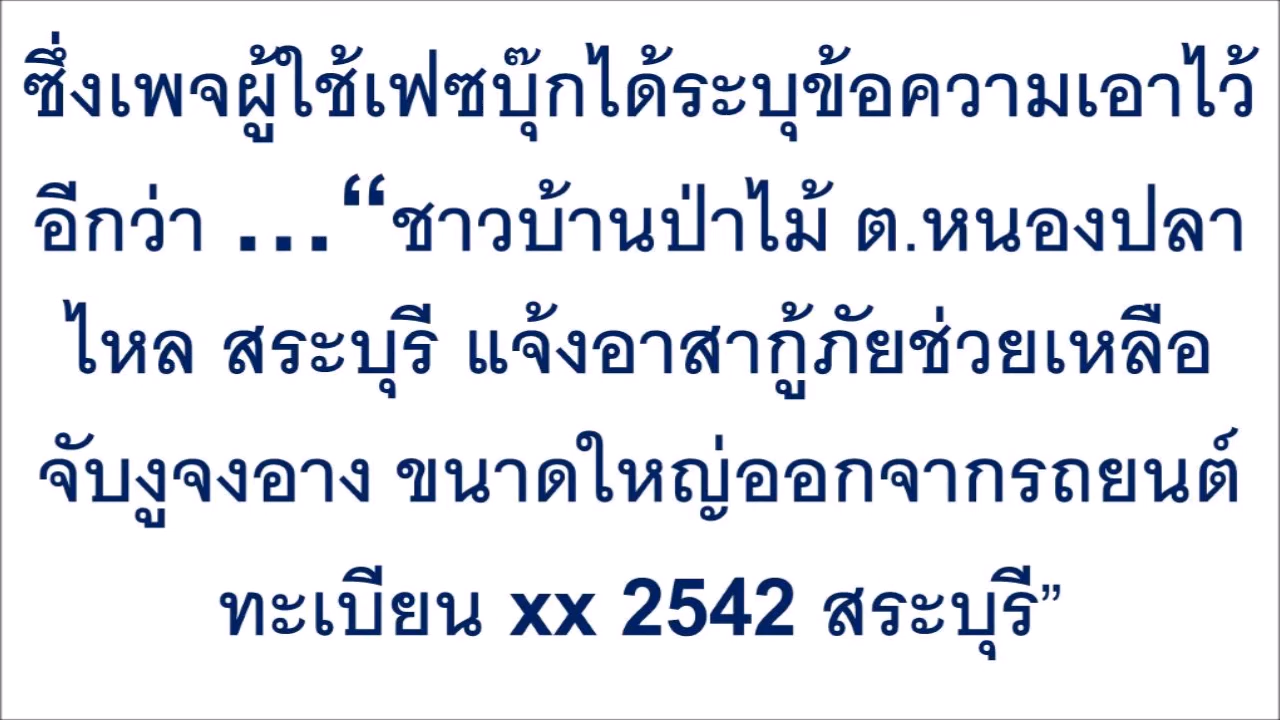 ซึ่งเพจผู้ใช้เฟซบุ๊กได้ระบุข้อความเอาไว้
อีกว่า ... “ชาวบ้านป่าไม้ ต.หนองปลา
ไหล สระบุรี แจ้งอาสากู้ภัยช่วยเหลือ
จับงูจงอาง ขนาดใหญ่ออกจากรถยนต์
ทะเบียน xx 2542 สระบุรี”